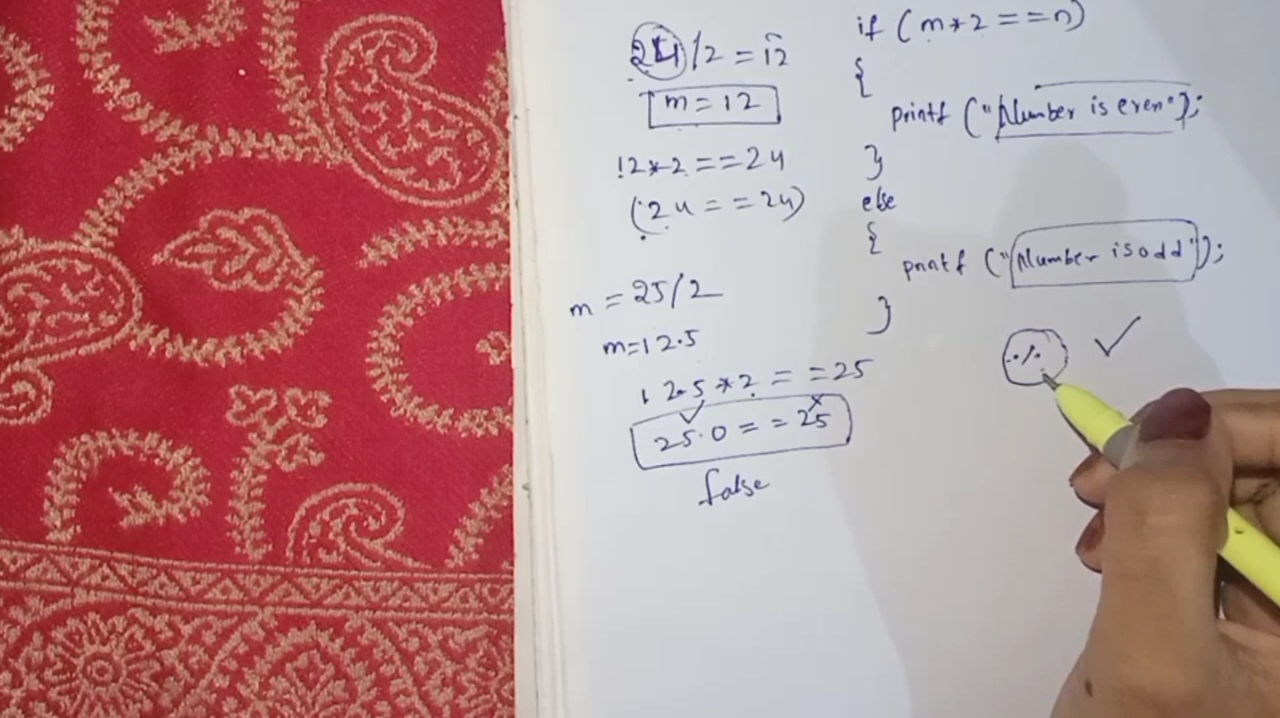 24/2 = 12
m = 12
12*2 == 24
(24 == 24)
m = 25/2
m=12.5
12.5 *2 == 25
25.0 == 25
false
if (m*2 == n)
{
printf ("Number is even");
}
else
{
printf ("Number is odd");
}
%